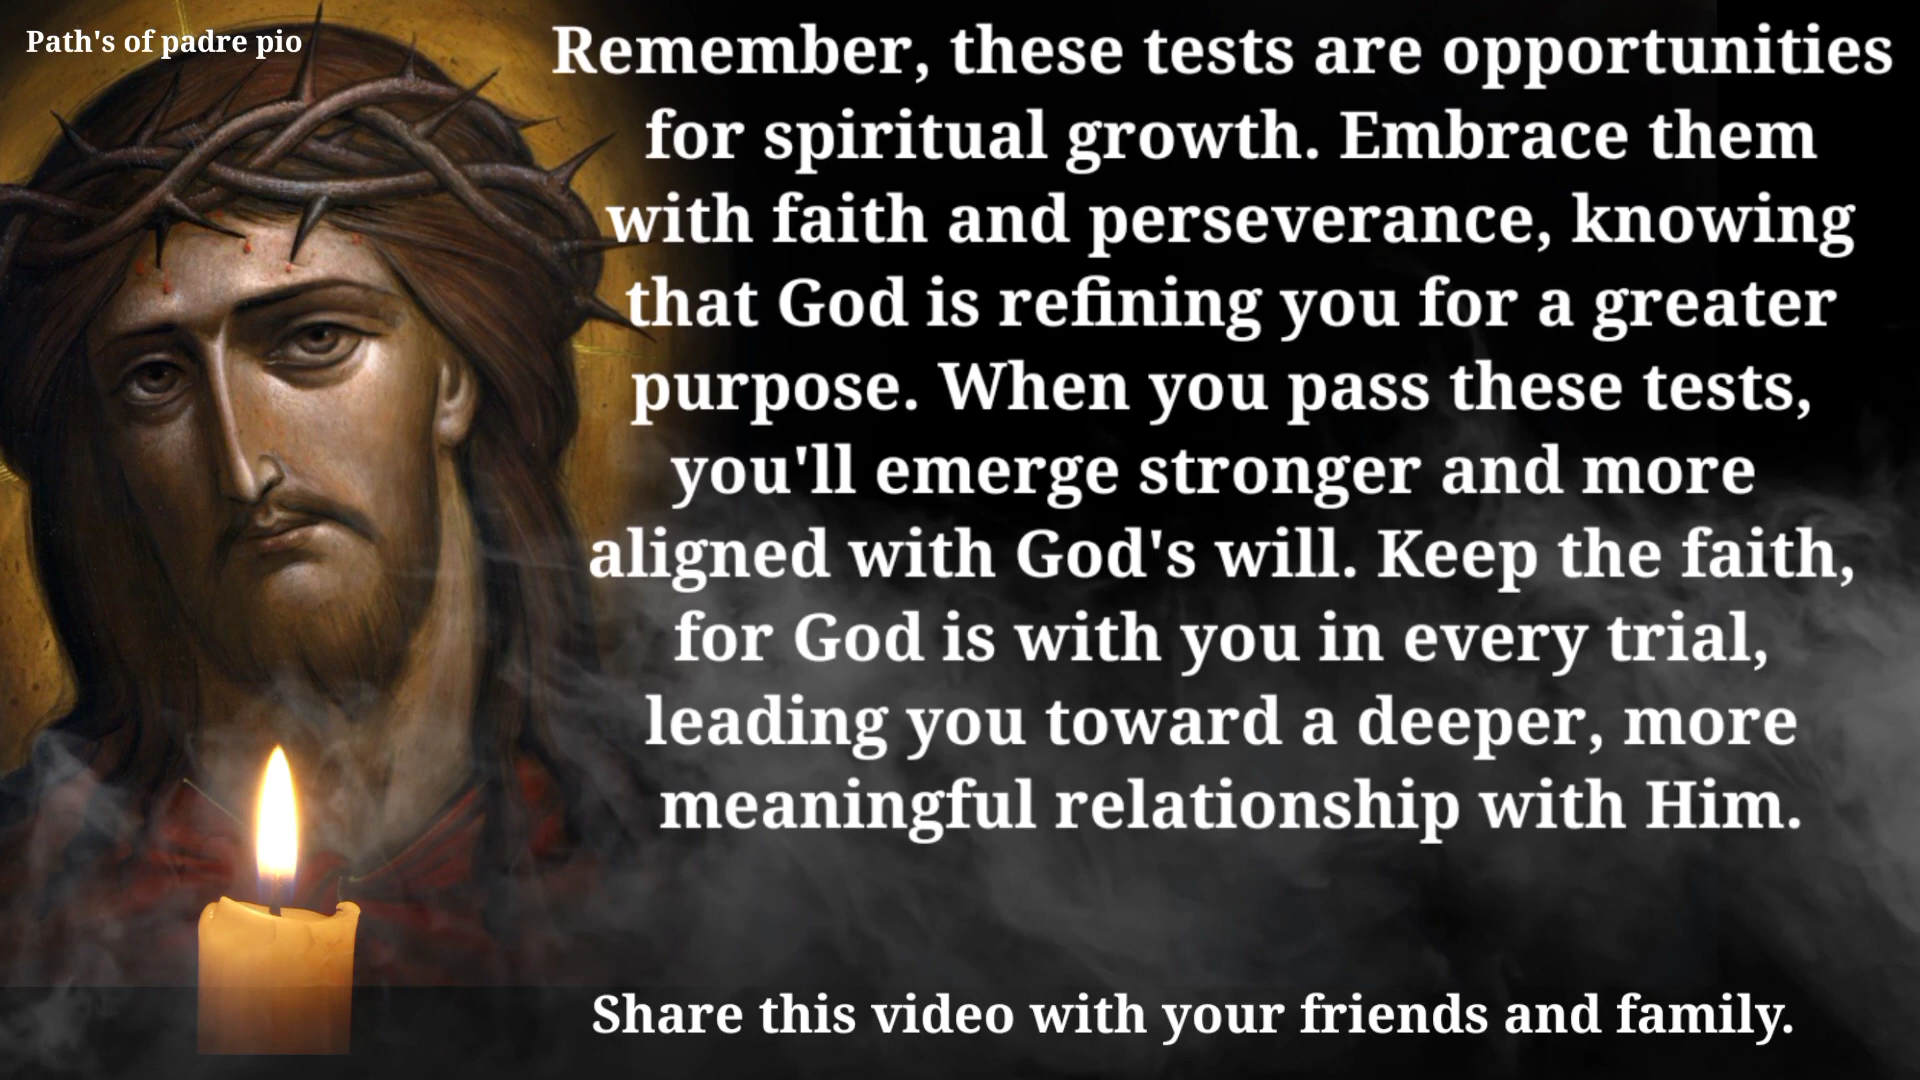 Path's of padre pio
Remember, these tests are opportunities
for spiritual growth. Embrace them
with faith and perseverance, knowing
that God is refining you for a greater
purpose. When you pass these tests,
you'll emerge stronger and more
aligned with God's will. Keep the faith,
for God is with you in every trial,
leading you toward a deeper, more
meaningful relationship with Him.
Share this video with your friends and family.